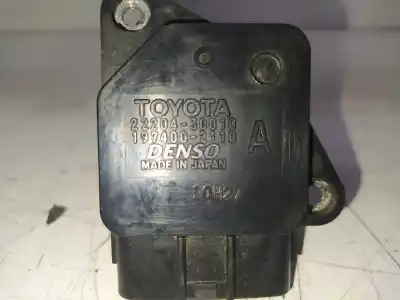 TOYOTA
22204-30010
197400-2110
DENSO
A
MADE IN JAPAN